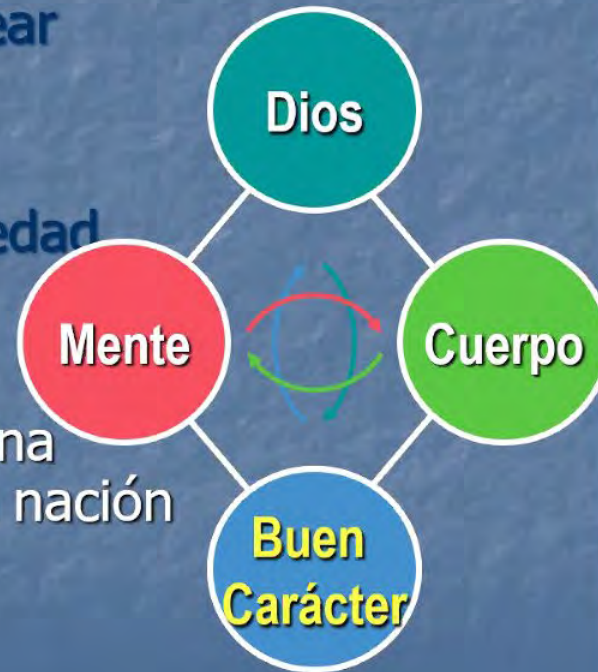 ear
Dios
edad
Mente
Cuerpo
na
nación
Buen
Carácter